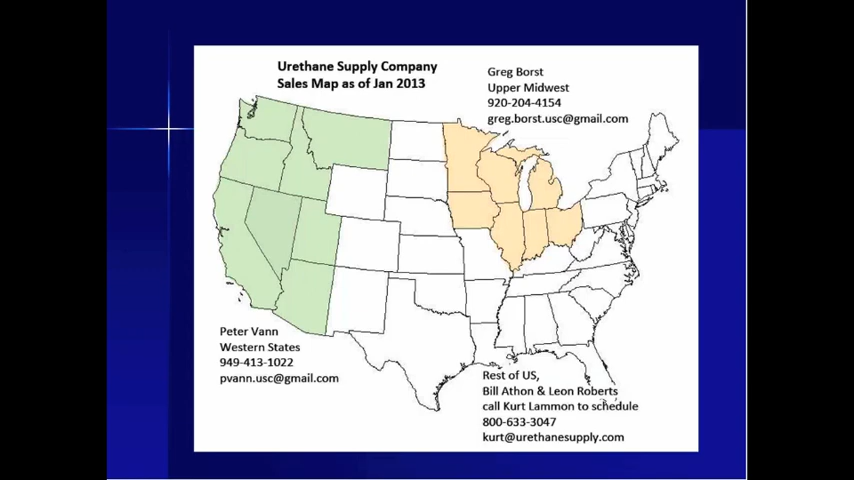 Urethane Supply Company
Sales Map as of Jan 2013
Greg Borst
Upper Midwest
920-204-4154
greg.borst.usc@gmail.com
Peter Vann
Western States
949-413-1022
pvann.usc@gmail.com
Rest of US,
Bill Athon & Leon Roberts
call Kurt Lammon to schedule
800-633-3047
kurt@urethanesupply.com